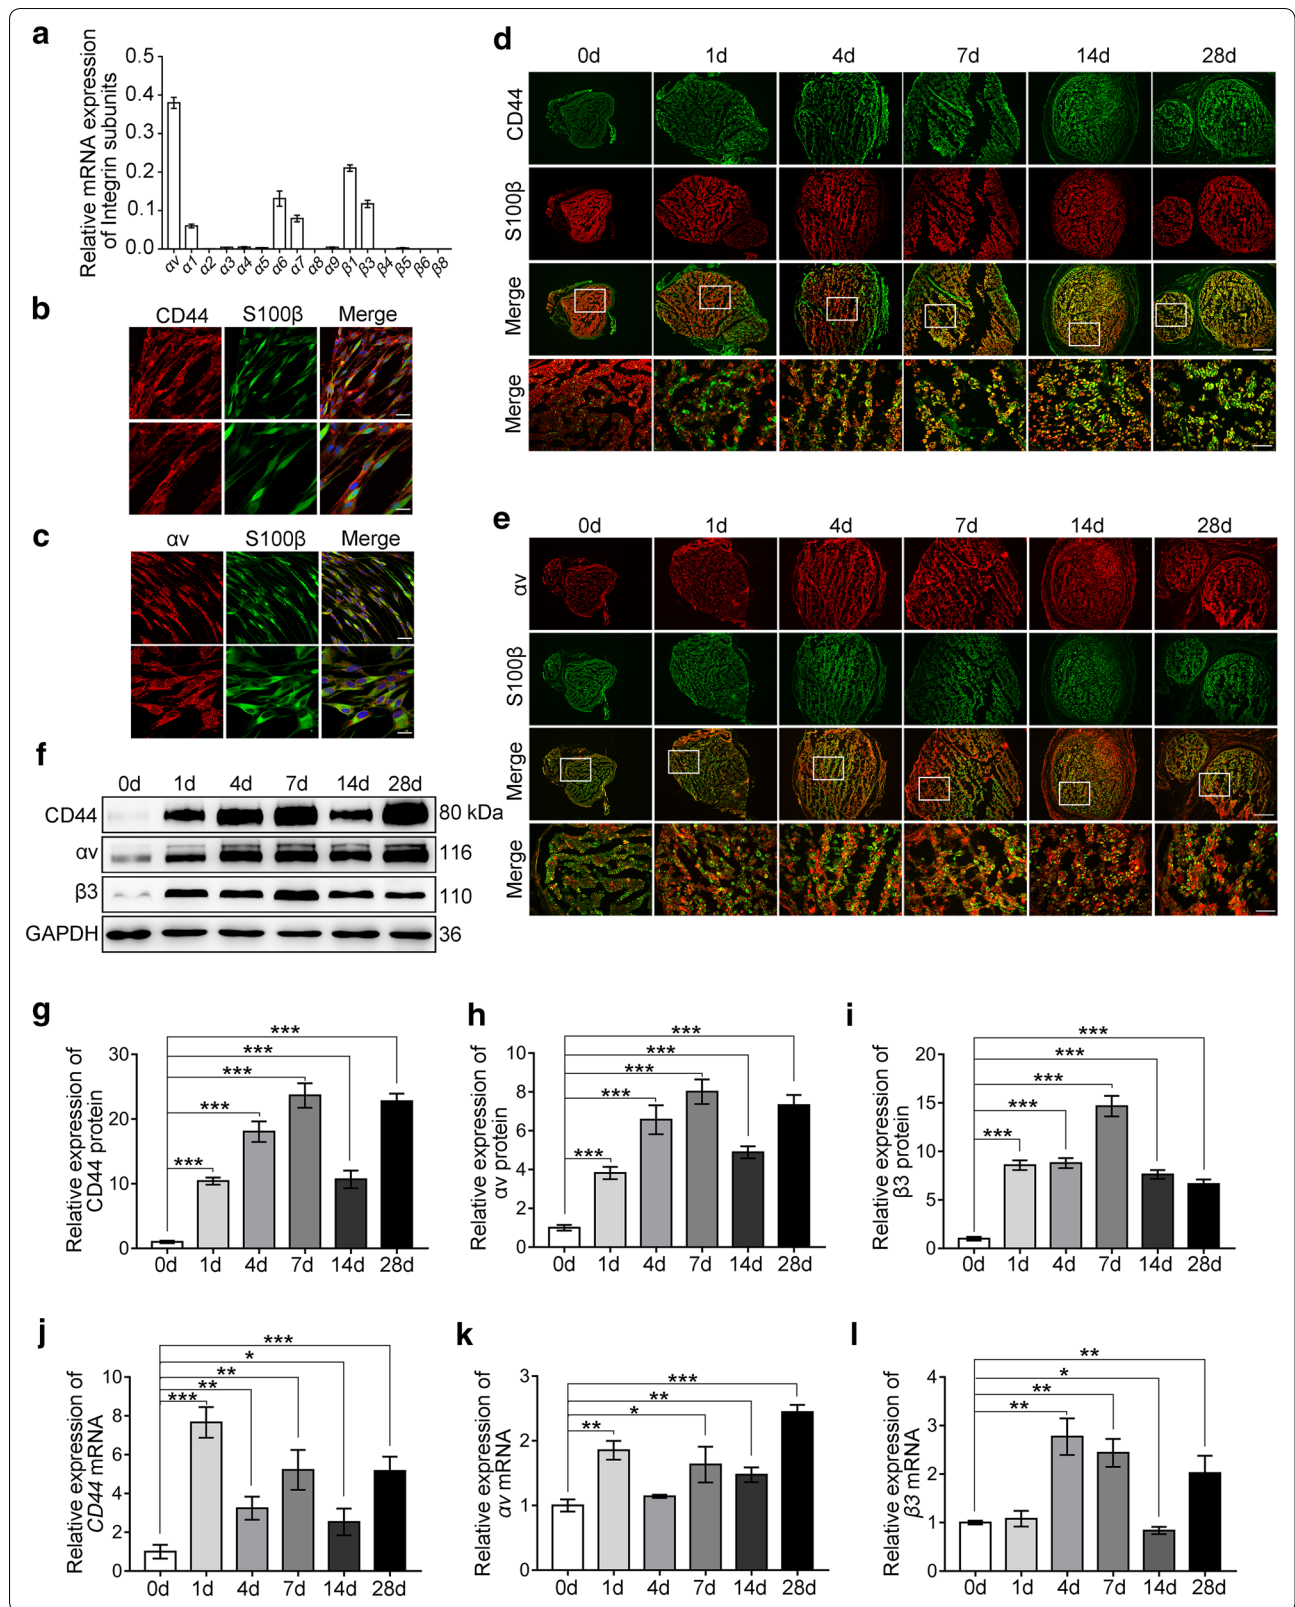 a
Relative mRNA expression
of Integrin subunits
0.5
0.4
0.3
0.2
0.1
0.0
αv α1 α2 α3 α4 α5 α6 α7 α8 α9 β1 β3 β4 β5 β6 β8
b
CD44 S100β Merge
c
αv S100β Merge
d
0d 1d 4d 7d 14d 28d
CD44
S100β
Merge
Merge
e
0d 1d 4d 7d 14d 28d
αv
S100β
Merge
Merge
f
0d 1d 4d 7d 14d 28d
CD44 80 kDa
αv 116
β3 110
GAPDH 36
g
Relative expression of
CD44 protein
30
20
10
0
***
***
***
***
***
0d 1d 4d 7d 14d 28d
h
Relative expression of
αv protein
10
8
6
4
2
0
***
***
***
***
***
0d 1d 4d 7d 14d 28d
i
Relative expression of
β3 protein
20
15
10
5
0
***
***
***
***
***
0d 1d 4d 7d 14d 28d
j
Relative expression of
CD44 mRNA
10
8
6
4
2
0
***
*
**
**
***
0d 1d 4d 7d 14d 28d
k
Relative expression of
αv mRNA
3
2
1
0
***
**
*
**
0d 1d 4d 7d 14d 28d
l
Relative expression of
β3 mRNA
4
3
2
1
0
**
*
**
**
0d 1d 4d 7d 14d 28d